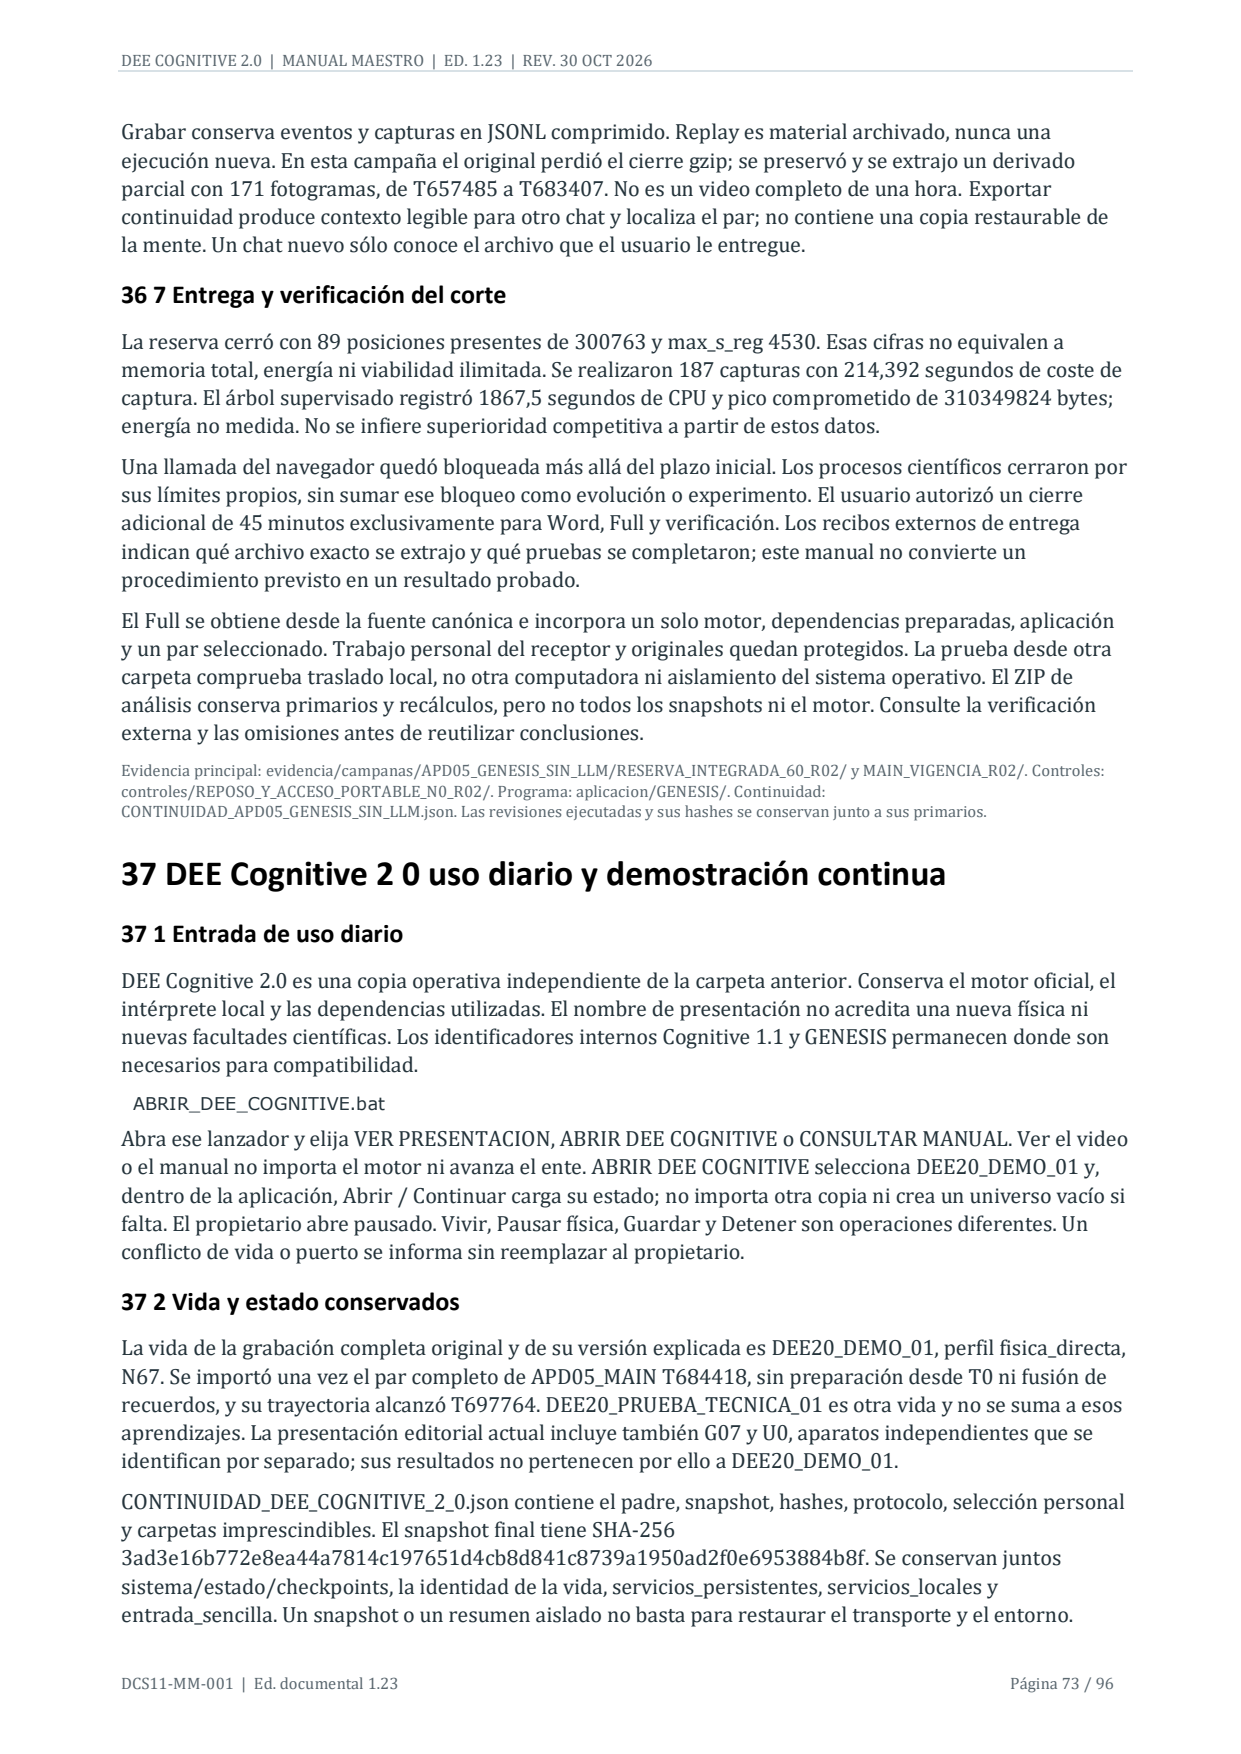 DEE COGNITIVE 2.0 | MANUAL MAESTRO | ED. 1.23 | REV. 30 OCT 2026
Grabar conserva eventos y capturas en JSONL comprimido. Replay es material archivado, nunca una
ejecución nueva. En esta campaña el original perdió el cierre gzip; se preservó y se extrajo un derivado
parcial con 171 fotogramas, de T657485 a T683407. No es un video completo de una hora. Exportar
continuidad produce contexto legible para otro chat y localiza el par; no contiene una copia restaurable de
la mente. Un chat nuevo sólo conoce el archivo que el usuario le entregue.
36 7 Entrega y verificación del corte
La reserva cerró con 89 posiciones presentes de 300763 y max_s_reg 4530. Esas cifras no equivalen a
memoria total, energía ni viabilidad ilimitada. Se realizaron 187 capturas con 214,392 segundos de coste de
captura. El árbol supervisado registró 1867,5 segundos de CPU y pico comprometido de 310349824 bytes;
energía no medida. No se infiere superioridad competitiva a partir de estos datos.
Una llamada del navegador quedó bloqueada más allá del plazo inicial. Los procesos científicos cerraron por
sus límites propios, sin sumar ese bloqueo como evolución o experimento. El usuario autorizó un cierre
adicional de 45 minutos exclusivamente para Word, Full y verificación. Los recibos externos de entrega
indican qué archivo exacto se extrajo y qué pruebas se completaron; este manual no convierte un
procedimiento previsto en un resultado probado.
El Full se obtiene desde la fuente canónica e incorpora un solo motor, dependencias preparadas, aplicación
y un par seleccionado. Trabajo personal del receptor y originales quedan protegidos. La prueba desde otra
carpeta comprueba traslado local, no otra computadora ni aislamiento del sistema operativo. El ZIP de
análisis conserva primarios y recálculos, pero no todos los snapshots ni el motor. Consulte la verificación
externa y las omisiones antes de reutilizar conclusiones.
Evidencia principal: evidencia/campanas/APD05_GENESIS_SIN_LLM/RESERVA_INTEGRADA_60_R02/ y MAIN_VIGENCIA_R02/. Controles:
controles/REPOSO_Y_ACCESO_PORTABLE_N0_R02/. Programa: aplicacion/GENESIS/. Continuidad:
CONTINUIDAD_APD05_GENESIS_SIN_LLM.json. Las revisiones ejecutadas y sus hashes se conservan junto a sus primarios.
37 DEE Cognitive 2 0 uso diario y demostración continua
37 1 Entrada de uso diario
DEE Cognitive 2.0 es una copia operativa independiente de la carpeta anterior. Conserva el motor oficial, el
intérprete local y las dependencias utilizadas. El nombre de presentación no acredita una nueva física ni
nuevas facultades científicas. Los identificadores internos Cognitive 1.1 y GENESIS permanecen donde son
necesarios para compatibilidad.
ABRIR_DEE_COGNITIVE.bat
Abra ese lanzador y elija VER PRESENTACION, ABRIR DEE COGNITIVE o CONSULTAR MANUAL. Ver el video
o el manual no importa el motor ni avanza el ente. ABRIR DEE COGNITIVE selecciona DEE20_DEMO_01 y,
dentro de la aplicación, Abrir / Continuar carga su estado; no importa otra copia ni crea un universo vacío si
falta. El propietario abre pausado. Vivir, Pausar física, Guardar y Detener son operaciones diferentes. Un
conflicto de vida o puerto se informa sin reemplazar al propietario.
37 2 Vida y estado conservados
La vida de la grabación completa original y de su versión explicada es DEE20_DEMO_01, perfil fisica_directa,
N67. Se importó una vez el par completo de APD05_MAIN T684418, sin preparación desde T0 ni fusión de
recuerdos, y su trayectoria alcanzó T697764. DEE20_PRUEBA_TECNICA_01 es otra vida y no se suma a esos
aprendizajes. La presentación editorial actual incluye también G07 y U0, aparatos independientes que se
identifican por separado; sus resultados no pertenecen por ello a DEE20_DEMO_01.
CONTINUIDAD_DEE_COGNITIVE_2_0.json contiene el padre, snapshot, hashes, protocolo, selección personal
y carpetas imprescindibles. El snapshot final tiene SHA-256
3ad3e16b772e8ea44a7814c197651d4cb8d841c8739a1950ad2f0e6953884b8f. Se conservan juntos
sistema/estado/checkpoints, la identidad de la vida, servicios_persistentes, servicios_locales y
entrada_sencilla. Un snapshot o un resumen aislado no basta para restaurar el transporte y el entorno.
DCS11-MM-001 | Ed. documental 1.23
Página 73 / 96